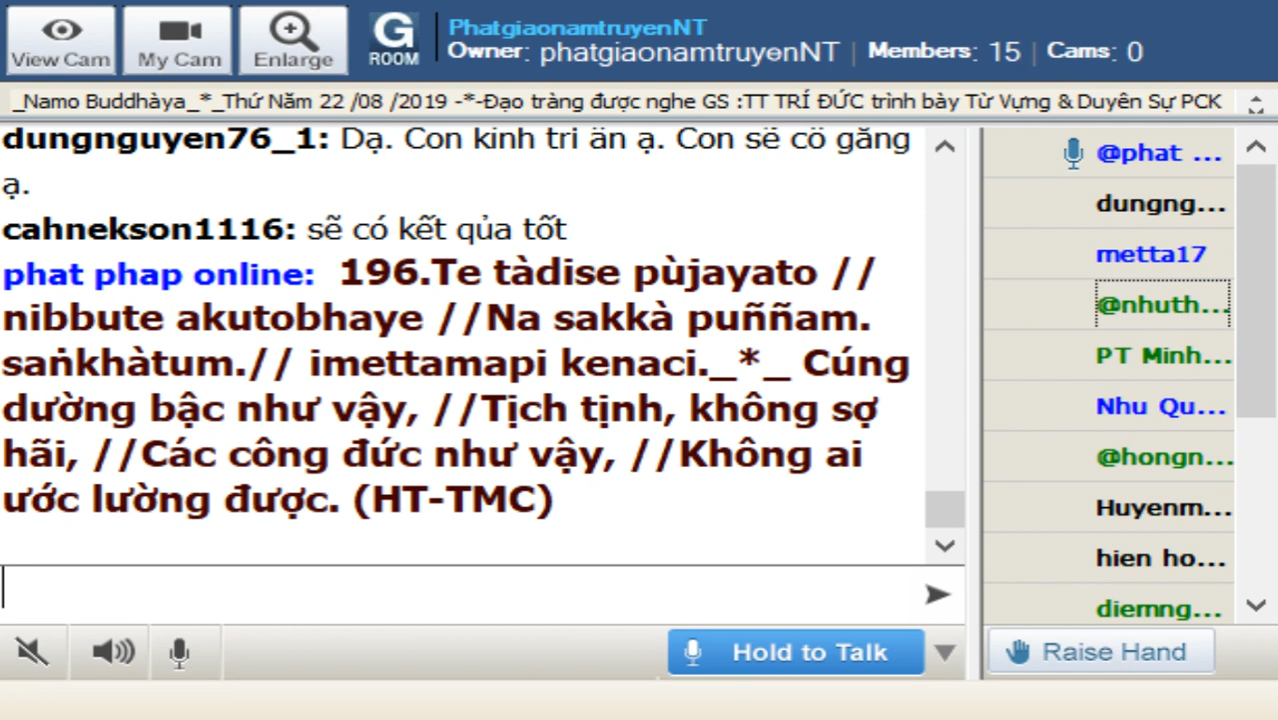 View Cam
My Cam
Enlarge
G
ROOM
PhatgiaonamtruyenNT
Owner: phatgiaonamtruyenNT | Members: 15 | Cams: 0
_Namo Buddhàya_*_Thứ Năm 22 /08 /2019 -*-Đạo tràng được nghe GS :TT TRÍ ĐỨC trình bày Từ Vựng & Duyên Sự PCK
dungnguyen76_1: Dạ. Con kính tri ân ạ. Con sẽ cố gắng
ạ.
cahnekson1116: sẽ có kết qủa tốt
phat phap online: 196.Te tàdise pùjayato //
nibbute akutobhaye //Na sakkà puññam.
saṅkhàtum.// imettamapi kenaci._*_ Cúng
dường bậc như vậy, //Tịch tịnh, không sợ
hãi, //Các công đức như vậy, //Không ai
ước lường được. (HT-TMC)
@phat ...
dungng...
metta17
@nhuth...
PT Minh...
Nhu Qu...
@hongn...
Huyenm...
hien ho...
diemng...
Hold to Talk
Raise Hand